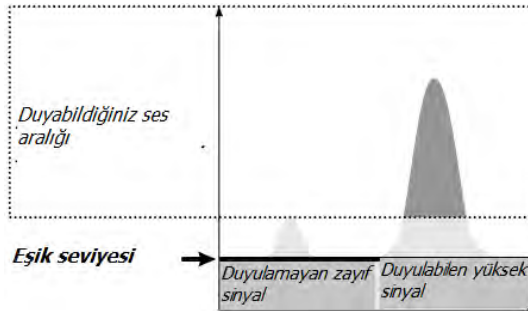 Duyabildiğiniz ses
aralığı
Eşik seviyesi
Duyulamayan zayıf
sinyal
Duyulabilen yüksek
sinyal